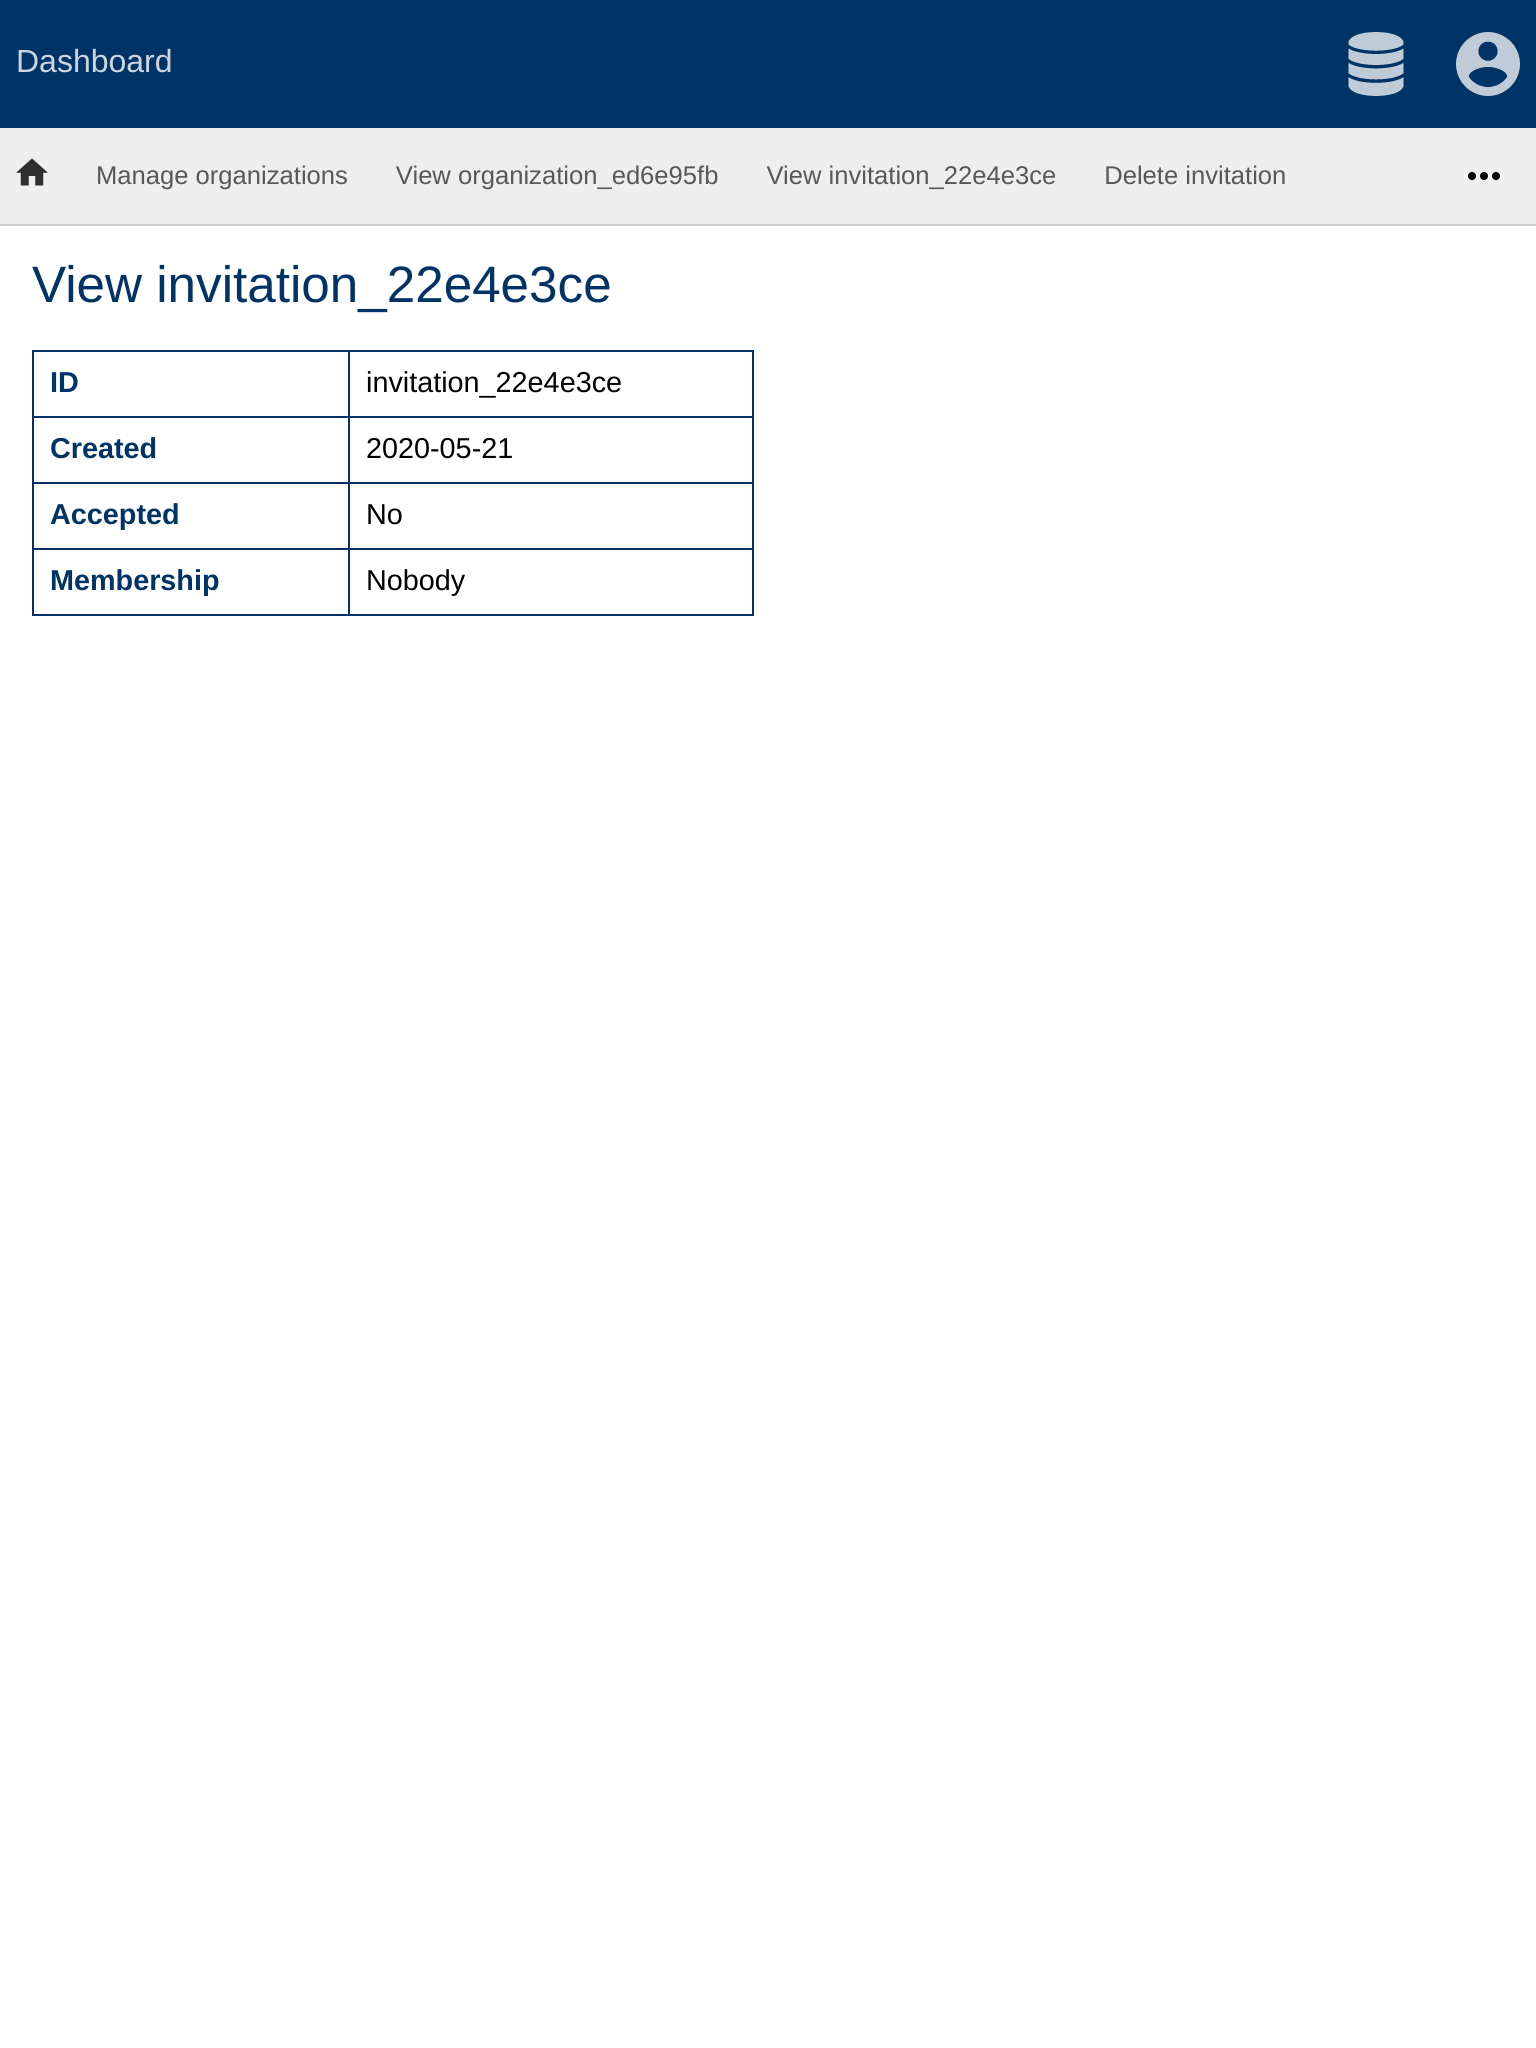 Dashboard
Manage organizations View organization_ed6e95fb View invitation_22e4e3ce Delete invitation
View invitation_22e4e3ce
ID invitation_22e4e3ce
Created 2020-05-21
Accepted No
Membership Nobody